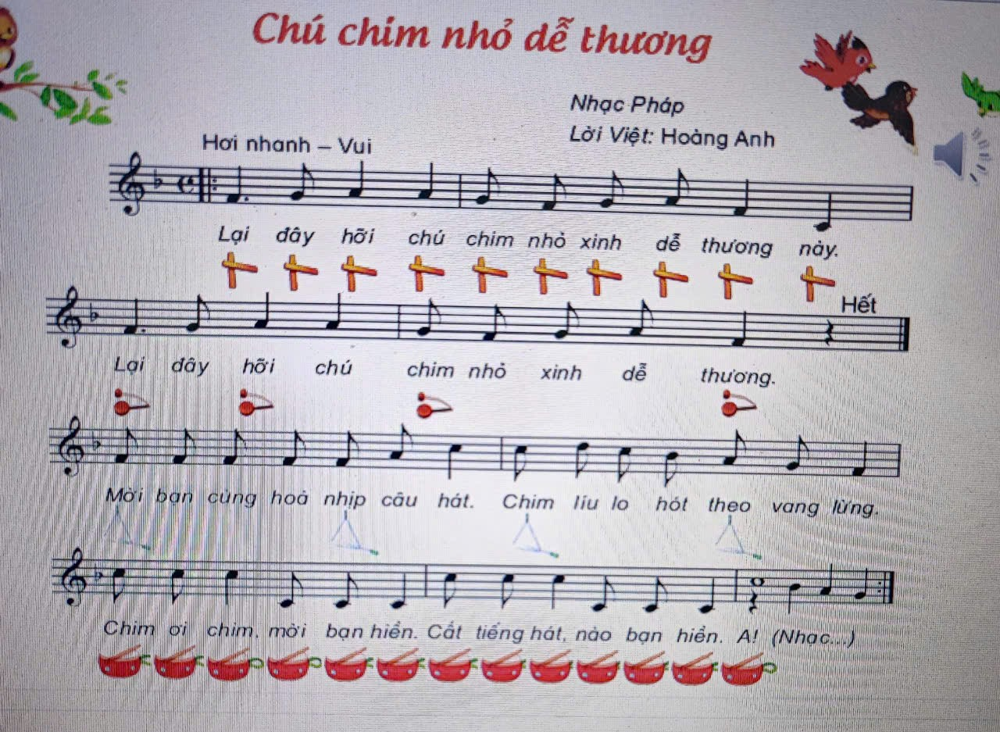 Chú chim nhỏ dễ thương
Nhạc Pháp
Lời Việt: Hoàng Anh
Hơi nhanh – Vui
Lại đây hỡi chú chim nhỏ xinh dễ thương này.
Hết
Lại đây hỡi chú chim nhỏ xinh dễ thương.
Mời bạn cùng hoà nhịp câu hát. Chim líu lo hót theo vang lừng.
Chim ơi chim, mời bạn hiền. Cất tiếng hát, nào bạn hiền. A! (Nhạc...)